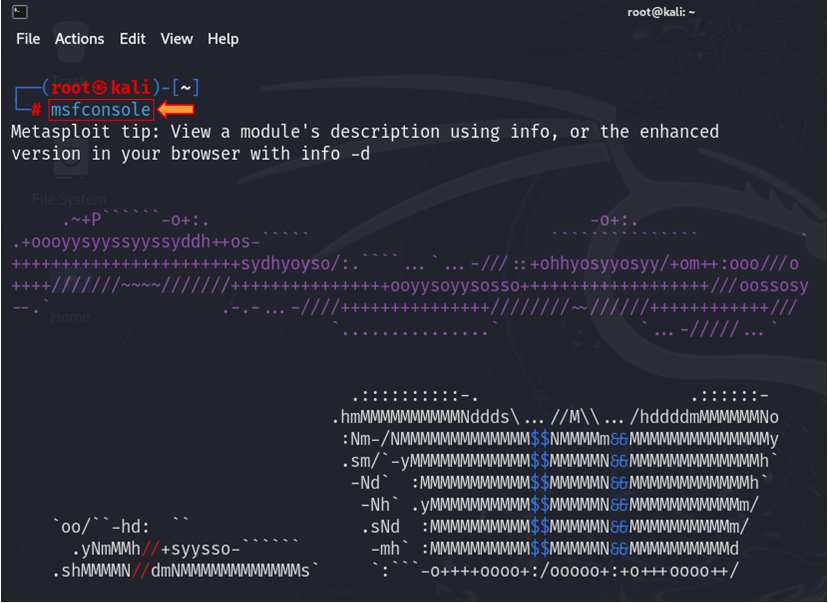 root@kali: ~
File Actions Edit View Help
Trash
┌──(root㉿kali)-[~]
└─# msfconsole
Metasploit tip: View a module's description using info, or the enhanced
version in your browser with info -d
File System
.~+P``````-o+:. -o+:.
.+oooyysyyssyyssyddh++os-````` ``````````````` `
+++++++++++++++++++++++sydhyoyso/:.````...`...-///::+ohhyosyyosyy/+om++:ooo///o
++++///////~~~~///////++++++++++++++++ooyysoyysosso+++++++++++++++++++///oossosy
--.` .-.-...-////+++++++++++++++////////~~//////++++++++++++///
Home
`...............` `...-/////...`
.::::::::::-. .::::::-
.hmMMMMMMMMMMNddds\...//M\\.../hddddmMMMMMMNo
:Nm-/NMMMMMMMMMMMMM$$NMMMMm&&MMMMMMMMMMMMMMy
.sm/`-yMMMMMMMMMMMM$$MMMMMN&&MMMMMMMMMMMMMh`
-Nd` :MMMMMMMMMMM$$MMMMMN&&MMMMMMMMMMMMh`
-Nh` .yMMMMMMMMMM$$MMMMMN&&MMMMMMMMMMMm/
`oo/``-hd: `` .sNd :MMMMMMMMMM$$MMMMMN&&MMMMMMMMMMm/
.yNmMMh//+syysso-`````` -mh` :MMMMMMMMMM$$MMMMMN&&MMMMMMMMMMd
.shMMMMN//dmNMMMMMMMMMMMMs` `:```-o++++oooo+:/ooooo+:+o+++oooo++/